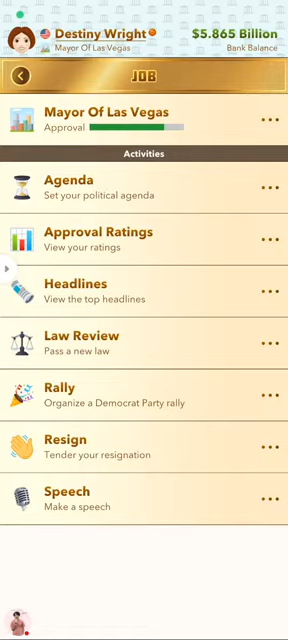 Destiny Wright
$5.865 Billion
Mayor Of Las Vegas
Bank Balance
JOB
Mayor Of Las Vegas
Approval
Activities
Agenda
Set your political agenda
Approval Ratings
View your ratings
Headlines
View the top headlines
Law Review
Pass a new law
Rally
Organize a Democrat Party rally
Resign
Tender your resignation
Speech
Make a speech